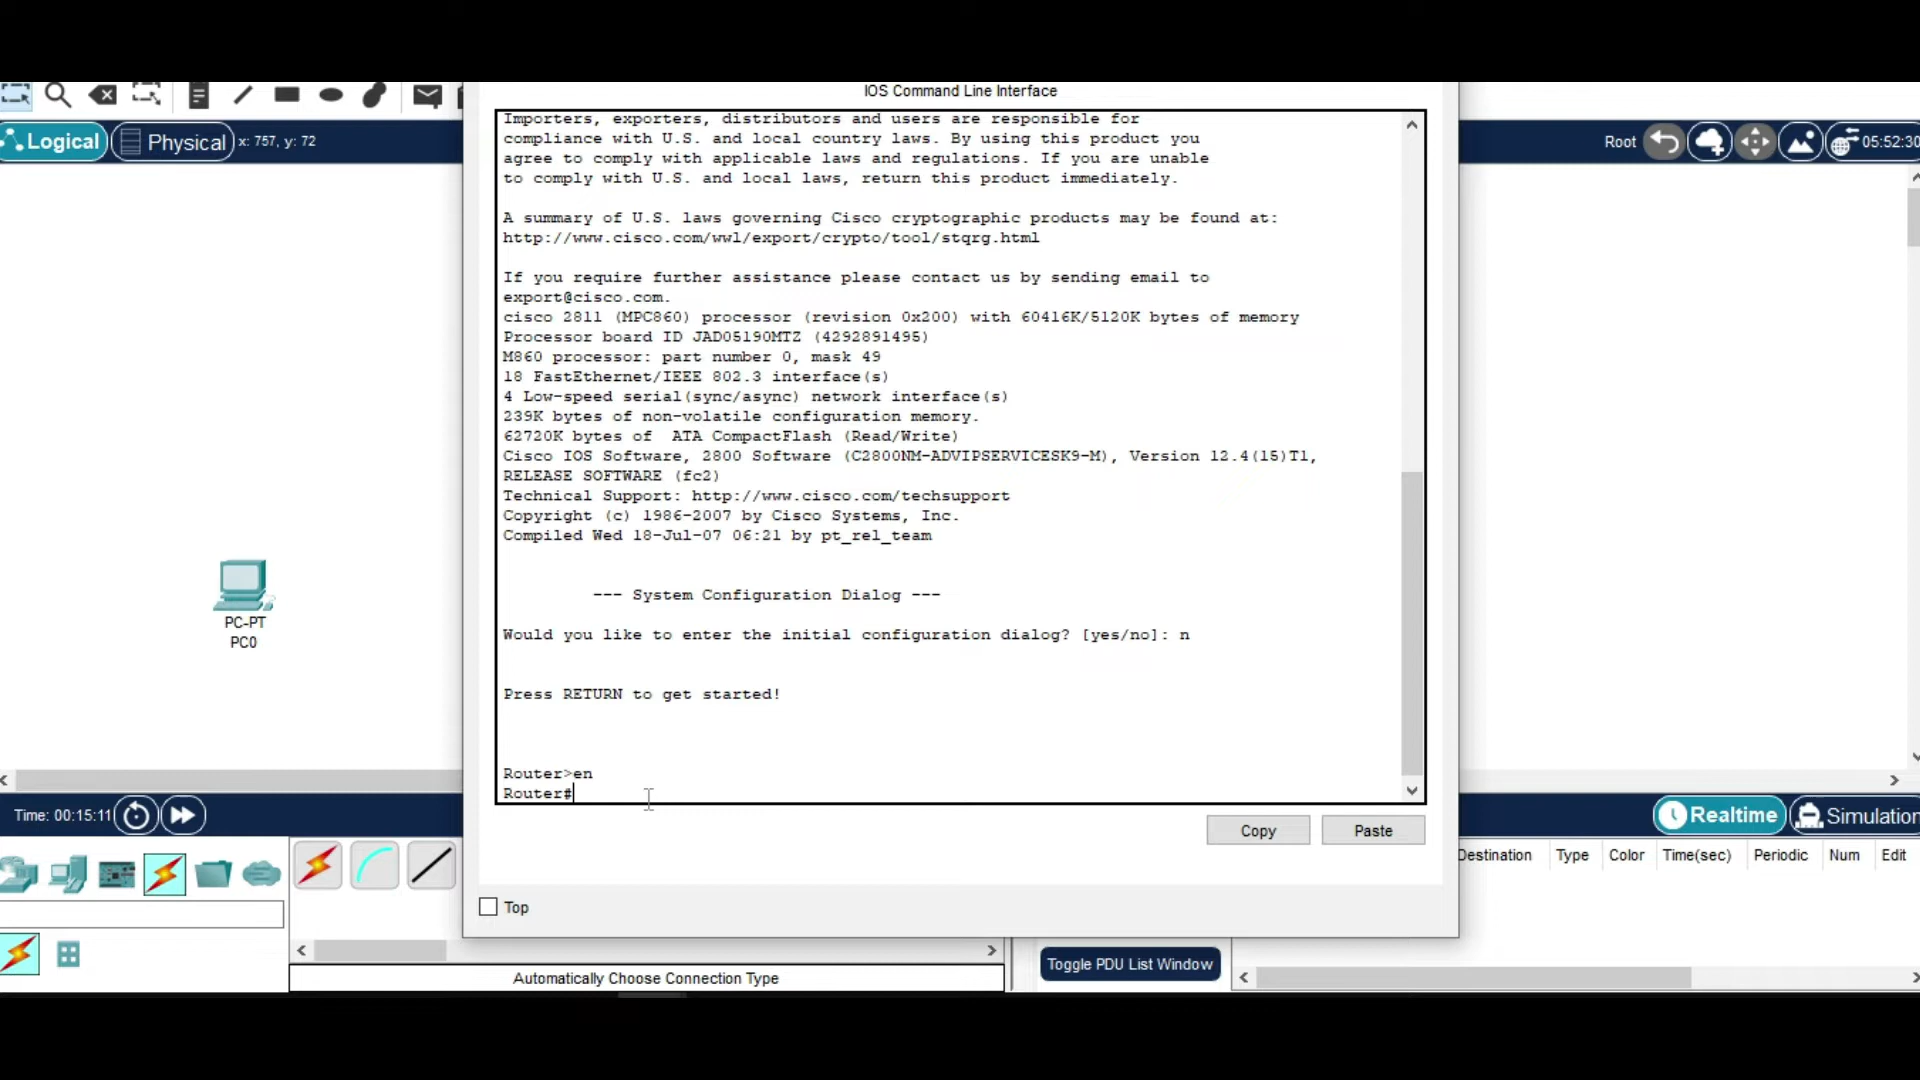 IOS Command Line Interface
Logical
Physical
x: 757, y: 72
Root
05:52:30
Importers, exporters, distributors and users are responsible for
compliance with U.S. and local country laws. By using this product you
agree to comply with applicable laws and regulations. If you are unable
to comply with U.S. and local laws, return this product immediately.
A summary of U.S. laws governing Cisco cryptographic products may be found at:
http://www.cisco.com/wwl/export/crypto/tool/stqrg.html
If you require further assistance please contact us by sending email to
export@cisco.com.
cisco 2811 (MPC860) processor (revision 0x200) with 60416K/5120K bytes of memory
Processor board ID JAD05190MTZ (4292891495)
M860 processor: part number 0, mask 49
18 FastEthernet/IEEE 802.3 interface(s)
4 Low-speed serial(sync/async) network interface(s)
239K bytes of non-volatile configuration memory.
62720K bytes of  ATA CompactFlash (Read/Write)
Cisco IOS Software, 2800 Software (C2800NM-ADVIPSERVICESK9-M), Version 12.4(15)T1,
RELEASE SOFTWARE (fc2)
Technical Support: http://www.cisco.com/techsupport
Copyright (c) 1986-2007 by Cisco Systems, Inc.
Compiled Wed 18-Jul-07 06:21 by pt_rel_team
--- System Configuration Dialog ---
Would you like to enter the initial configuration dialog? [yes/no]: n
Press RETURN to get started!
Router>en
Router#
PC-PT
PC0
Copy
Paste
Top
Time: 00:15:11
Realtime
Simulation
Destination
Type
Color
Time(sec)
Periodic
Num
Edit
Toggle PDU List Window
Automatically Choose Connection Type